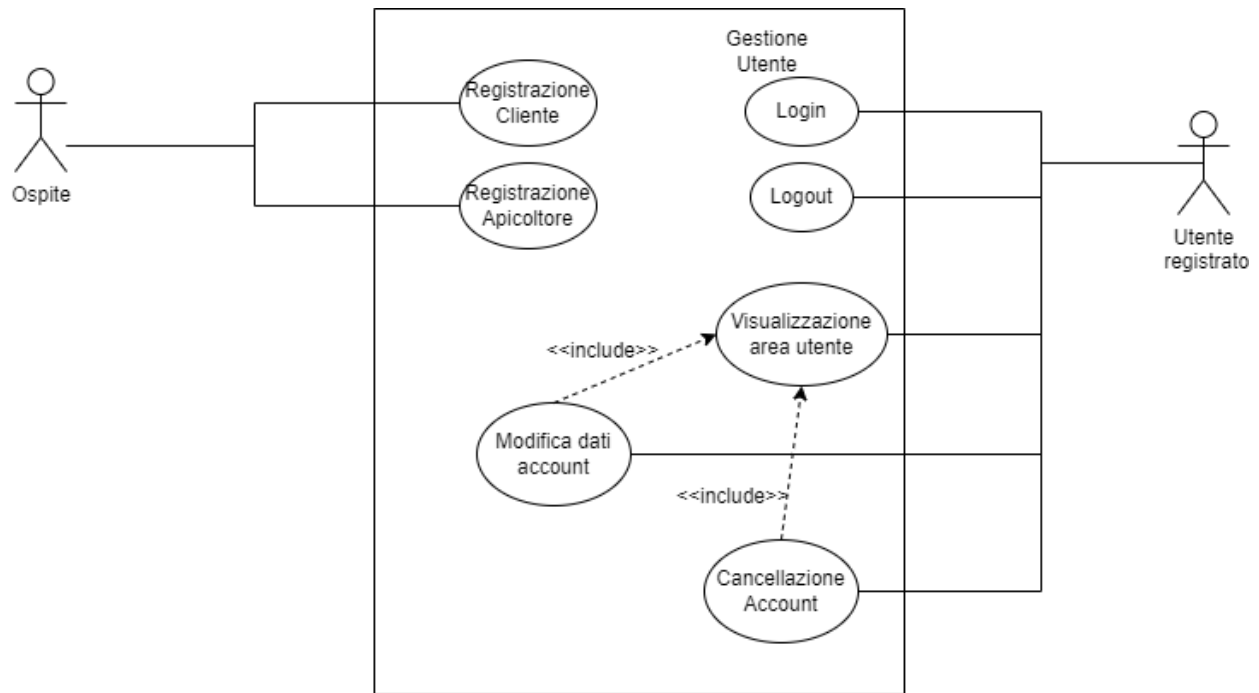 Gestione
Utente
Registrazione
Cliente
Login
Ospite
Registrazione
Apicoltore
Logout
Utente
registrato
Visualizzazione
area utente
<<include>>
Modifica dati
account
<<include>>
Cancellazione
Account